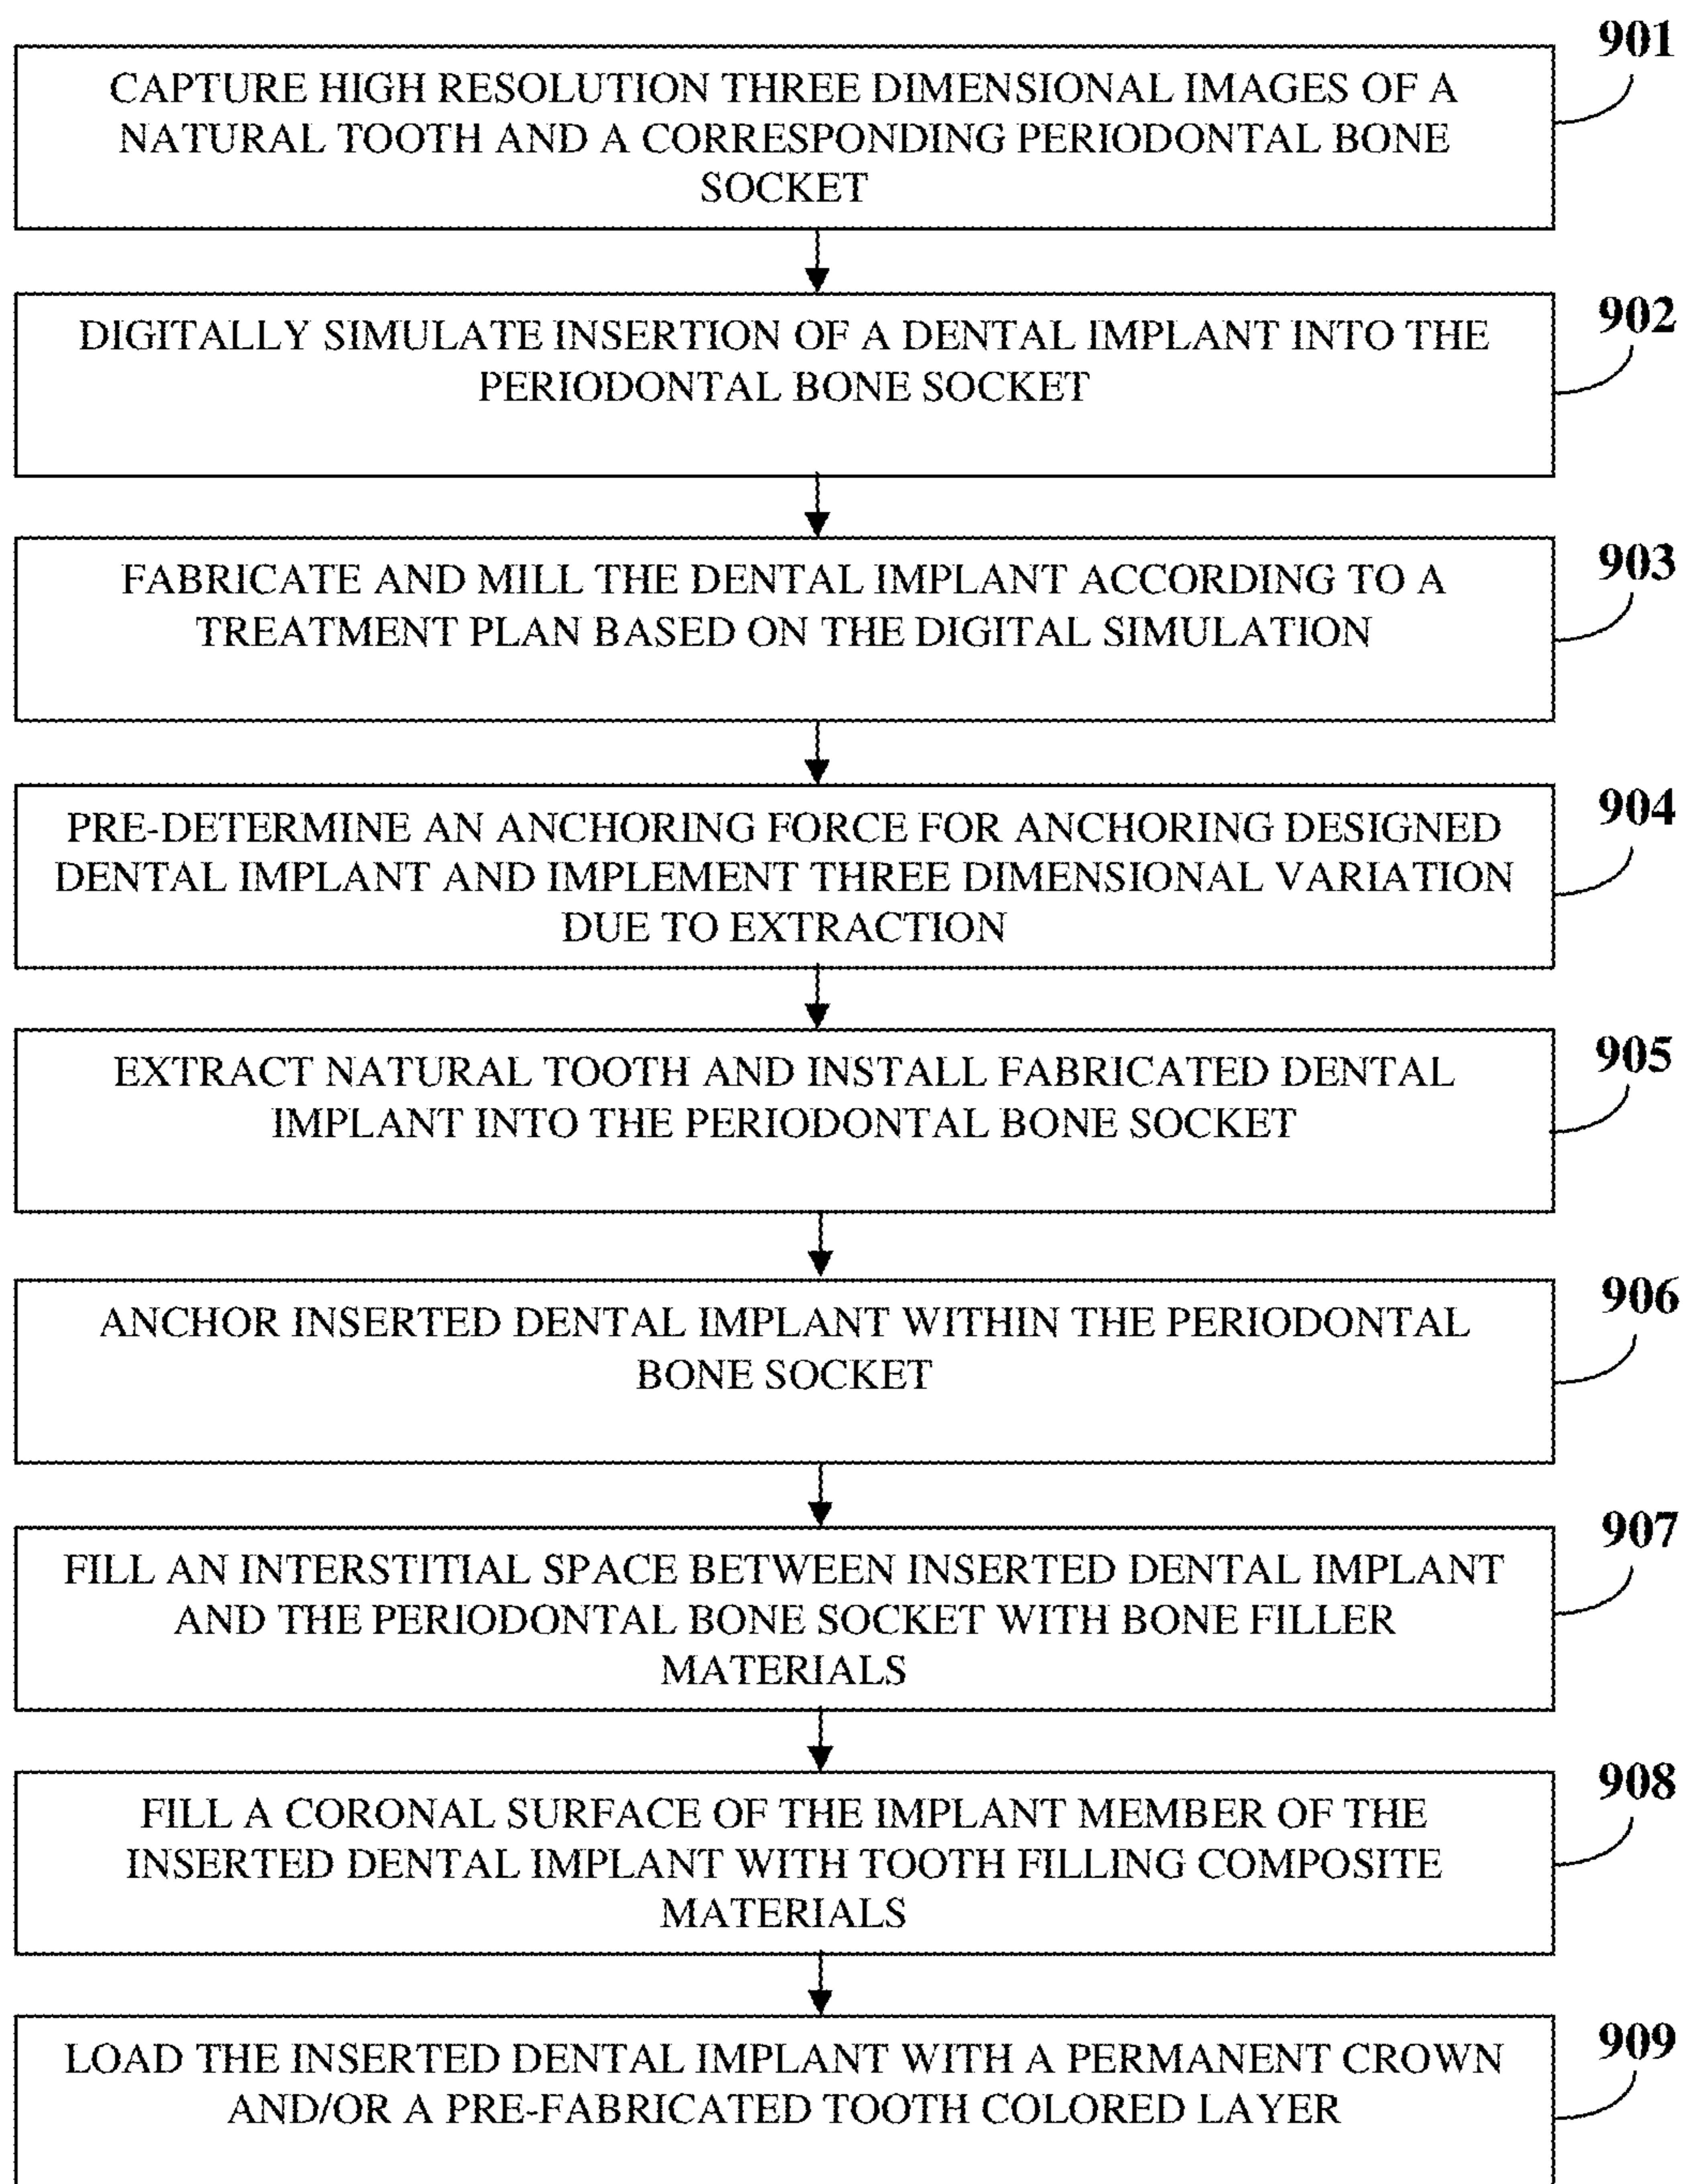 901
CAPTURE HIGH RESOLUTION THREE DIMENSIONAL IMAGES OF A
NATURAL TOOTH AND A CORRESPONDING PERIODONTAL BONE
SOCKET
902
DIGITALLY SIMULATE INSERTION OF A DENTAL IMPLANT INTO THE
PERIODONTAL BONE SOCKET
903
FABRICATE AND MILL THE DENTAL IMPLANT ACCORDING TO A
TREATMENT PLAN BASED ON THE DIGITAL SIMULATION
904
PRE-DETERMINE AN ANCHORING FORCE FOR ANCHORING DESIGNED
DENTAL IMPLANT AND IMPLEMENT THREE DIMENSIONAL VARIATION
DUE TO EXTRACTION
905
EXTRACT NATURAL TOOTH AND INSTALL FABRICATED DENTAL
IMPLANT INTO THE PERIODONTAL BONE SOCKET
906
ANCHOR INSERTED DENTAL IMPLANT WITHIN THE PERIODONTAL
BONE SOCKET
907
FILL AN INTERSTITIAL SPACE BETWEEN INSERTED DENTAL IMPLANT
AND THE PERIODONTAL BONE SOCKET WITH BONE FILLER
MATERIALS
908
FILL A CORONAL SURFACE OF THE IMPLANT MEMBER OF THE
INSERTED DENTAL IMPLANT WITH TOOTH FILLING COMPOSITE
MATERIALS
909
LOAD THE INSERTED DENTAL IMPLANT WITH A PERMANENT CROWN
AND/OR A PRE-FABRICATED TOOTH COLORED LAYER